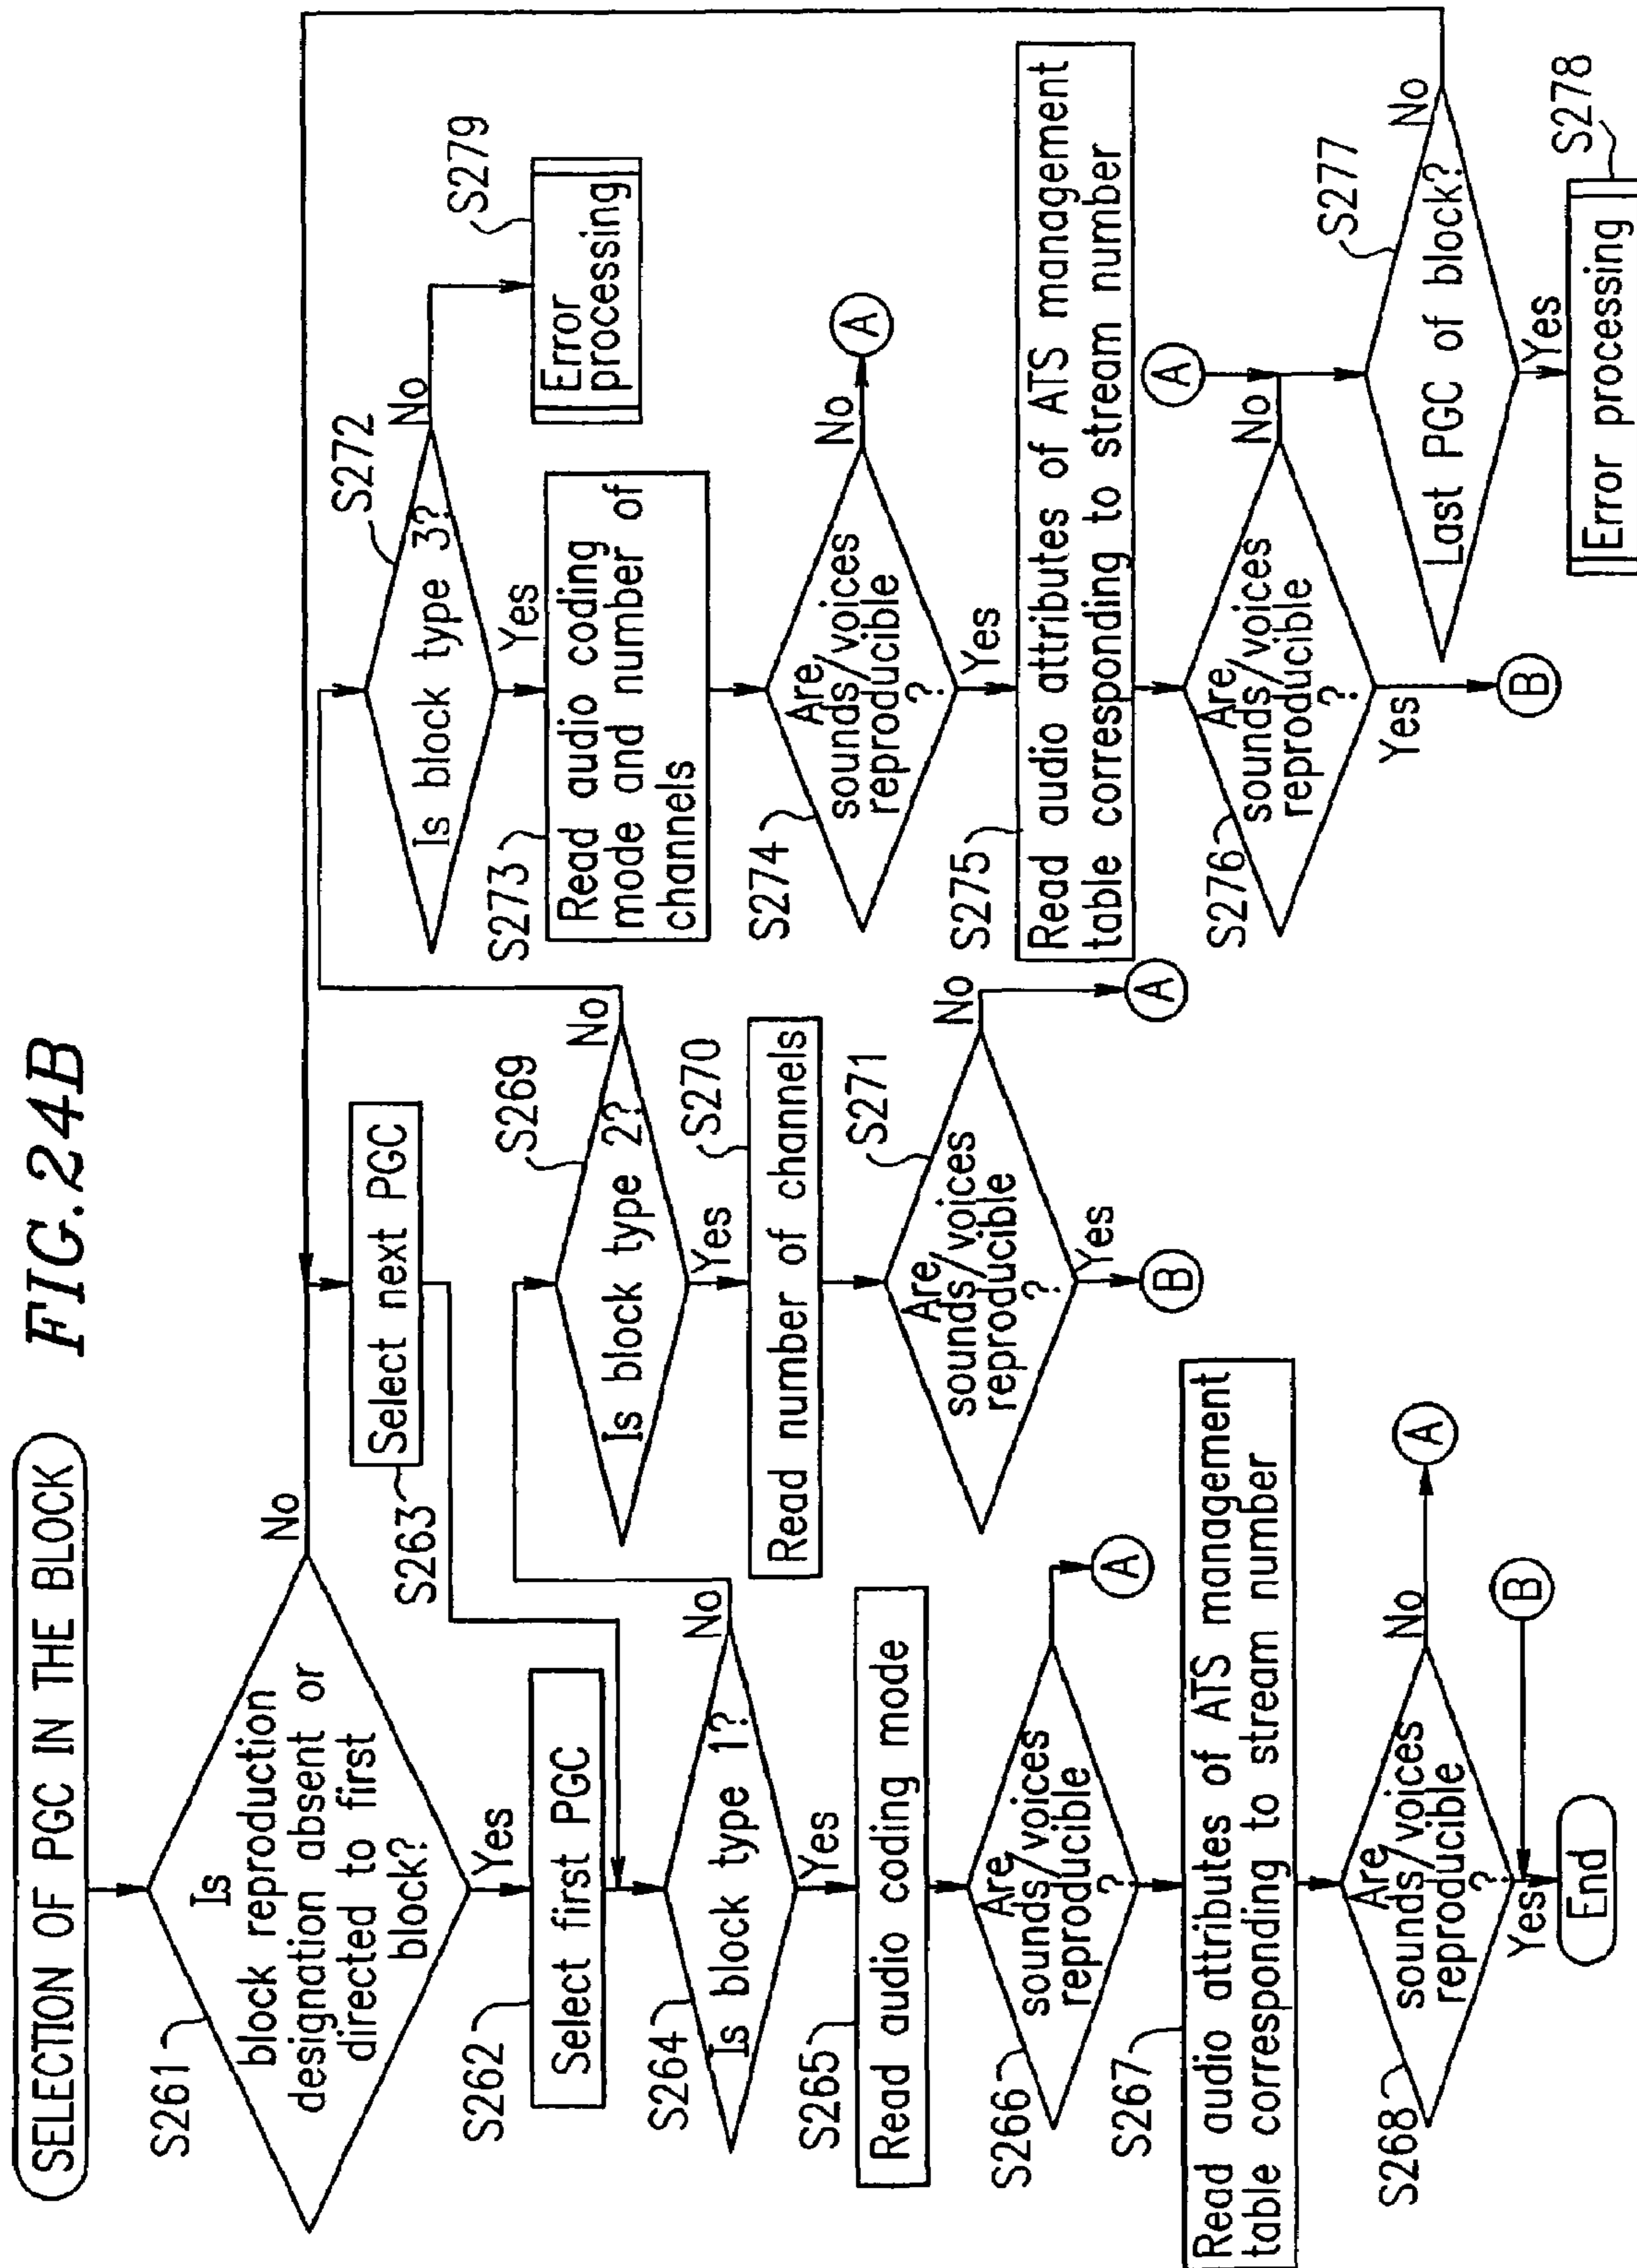 FIG.24B
SELECTION OF PGC IN THE BLOCK
S261
Is
block reproduction
designation absent or
directed to first
block?
No
Yes
S262
Select first PGC
S263
Select next PGC
S264
Is block type 1?
No
Yes
S265
Read audio coding mode
S266
Are
sounds/voices
reproducible
?
A
S267
Read audio attributes of ATS management
table corresponding to stream number
S268
Are
sounds/voices
reproducible
?
No
A
Yes
B
End
S269
Is block type 2?
No
Yes
S270
Read number of channels
S271
Are
sounds/voices
reproducible
?
No
A
Yes
B
S272
Is block type 3?
No
S279
Error
processing
Yes
S273
Read audio coding
mode and number of
channels
S274
Are
sounds/voices
reproducible
?
No
A
Yes
S275
Read audio attributes of ATS management
table corresponding to stream number
S276
Are
sounds/voices
reproducible
?
No
A
Yes
B
S277
Last PGC of block?
No
Yes
S278
Error processing